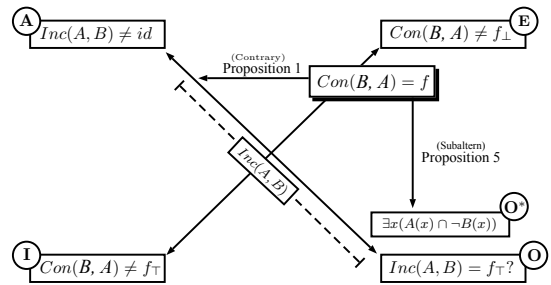 A
Inc(A, B) ≠ id
E
Con(B, A) ≠ f⊥
(Contrary)
Proposition 1
Con(B, A) = f
Inc(A, B)
(Subaltern)
Proposition 5
O*
∃x(A(x) ∩ ¬B(x))
I
Con(B, A) ≠ f⊤
O
Inc(A, B) = f⊤?